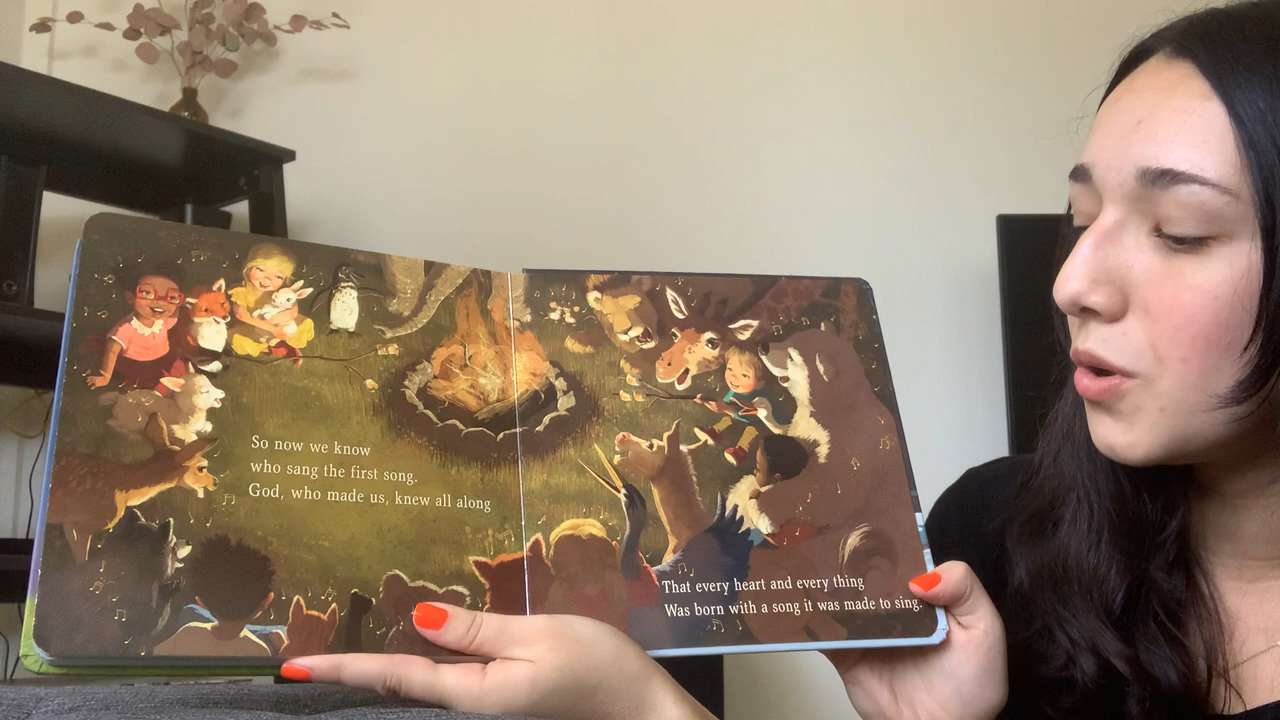 So now we know
who sang the first song.
God, who made us, knew all along
That every heart and every thing
Was born with a song it was made to sing.